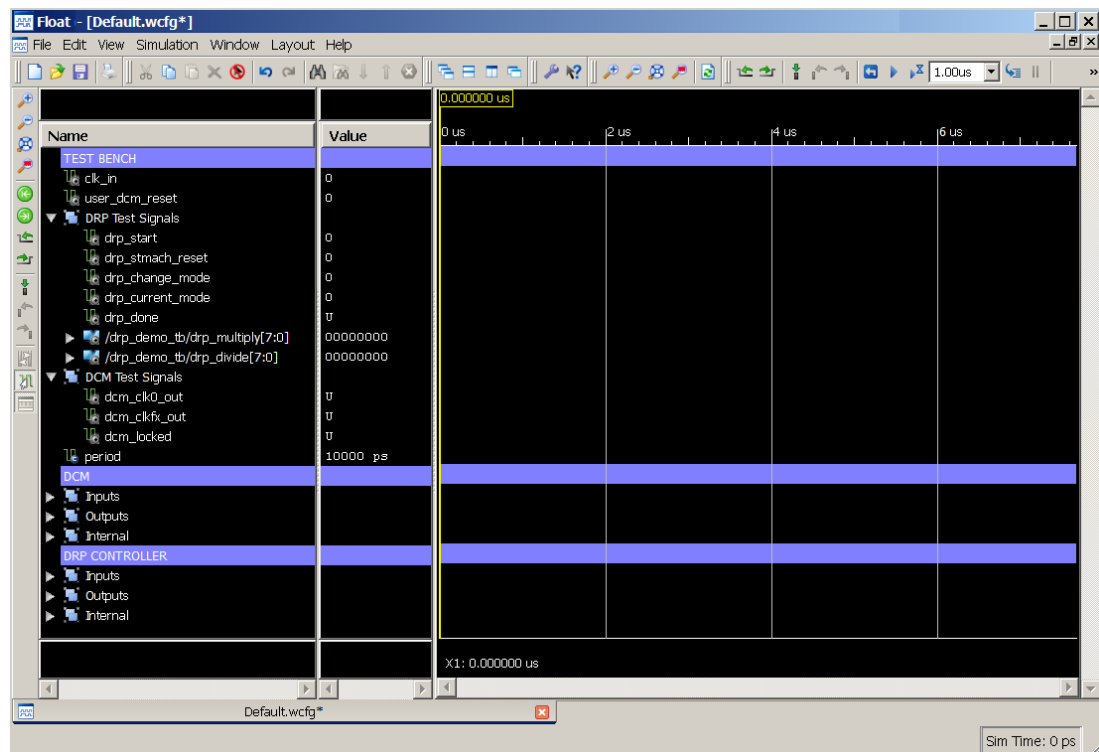 Float - [Default.wcfg*]
File Edit View Simulation Window Layout Help
1.00us
»
0.000000 us
Name Value
0 us 2 us 4 us 6 us
TEST BENCH
clk_in 0
user_dcm_reset 0
DRP Test Signals
drp_start 0
drp_stmach_reset 0
drp_change_mode 0
drp_current_mode 0
drp_done U
/drp_demo_tb/drp_multiply[7:0] 00000000
/drp_demo_tb/drp_divide[7:0] 00000000
DCM Test Signals
dcm_clk0_out U
dcm_clkfx_out U
dcm_locked U
period 10000 ps
DCM
Inputs
Outputs
Internal
DRP CONTROLLER
Inputs
Outputs
Internal
X1: 0.000000 us
Default.wcfg*
Sim Time: 0 ps